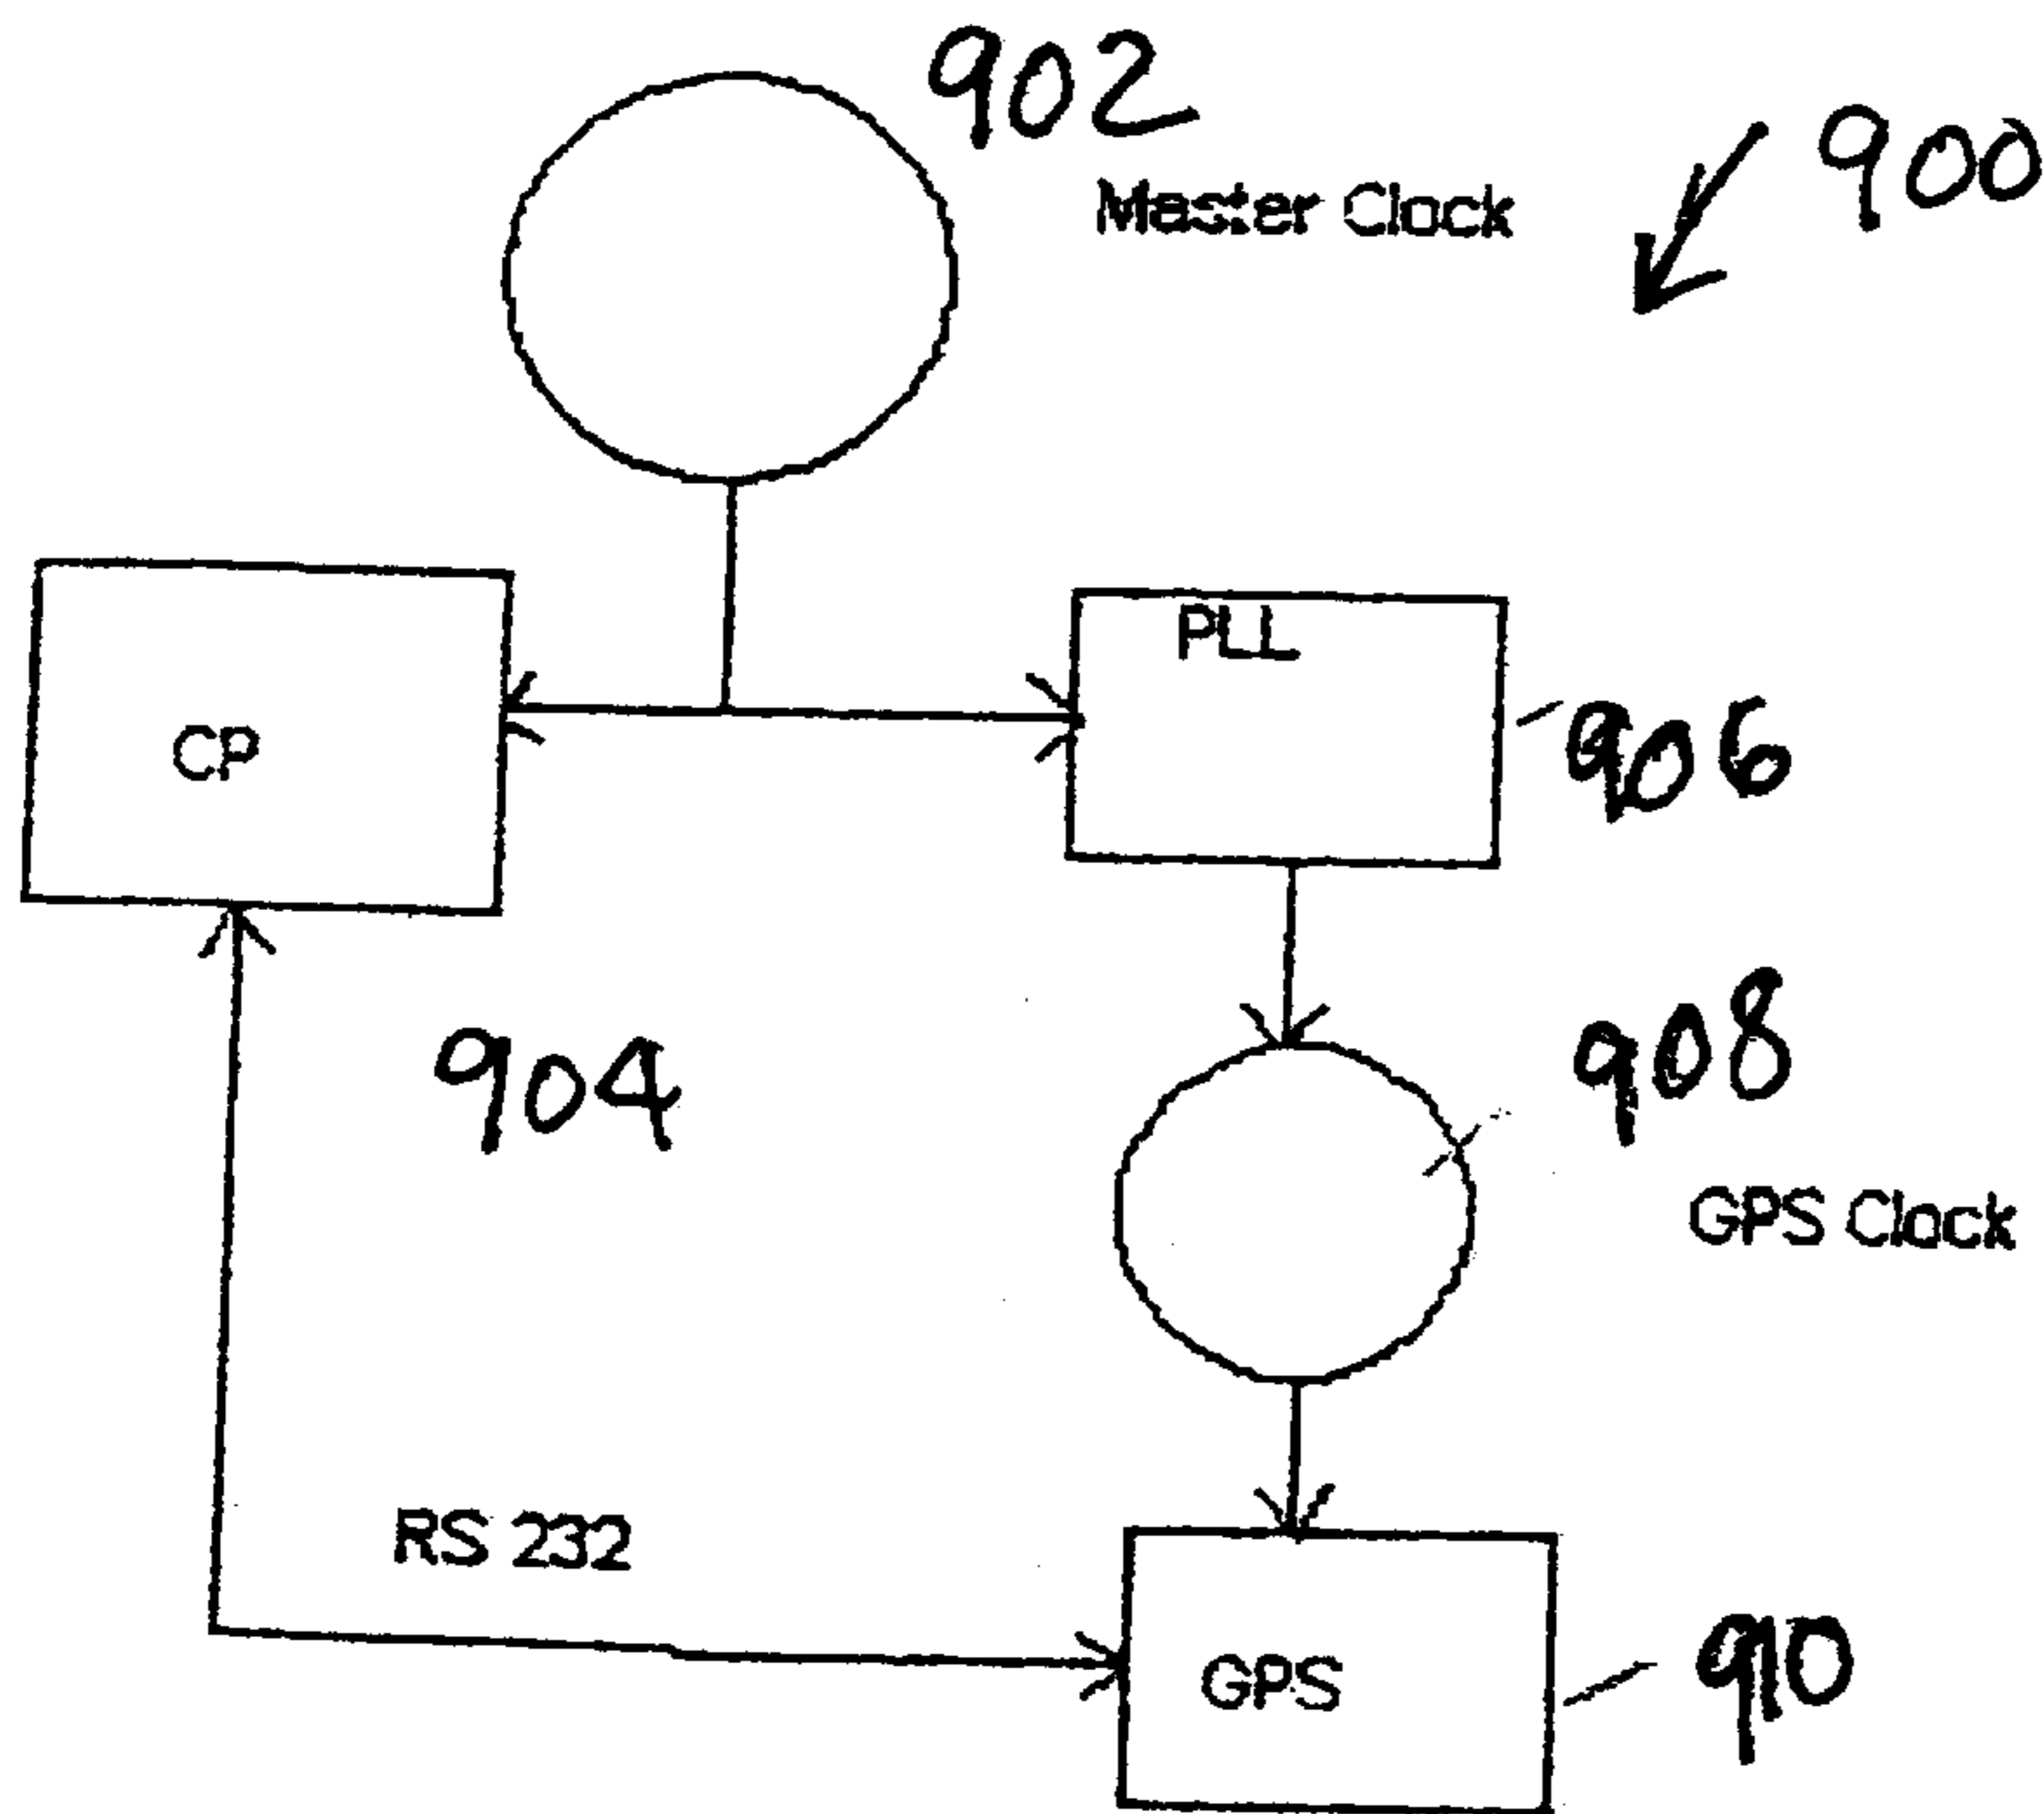 902
900
Master Clock
PLL
CP
906
904
908
GPS Clock
RS 232
GPS
910